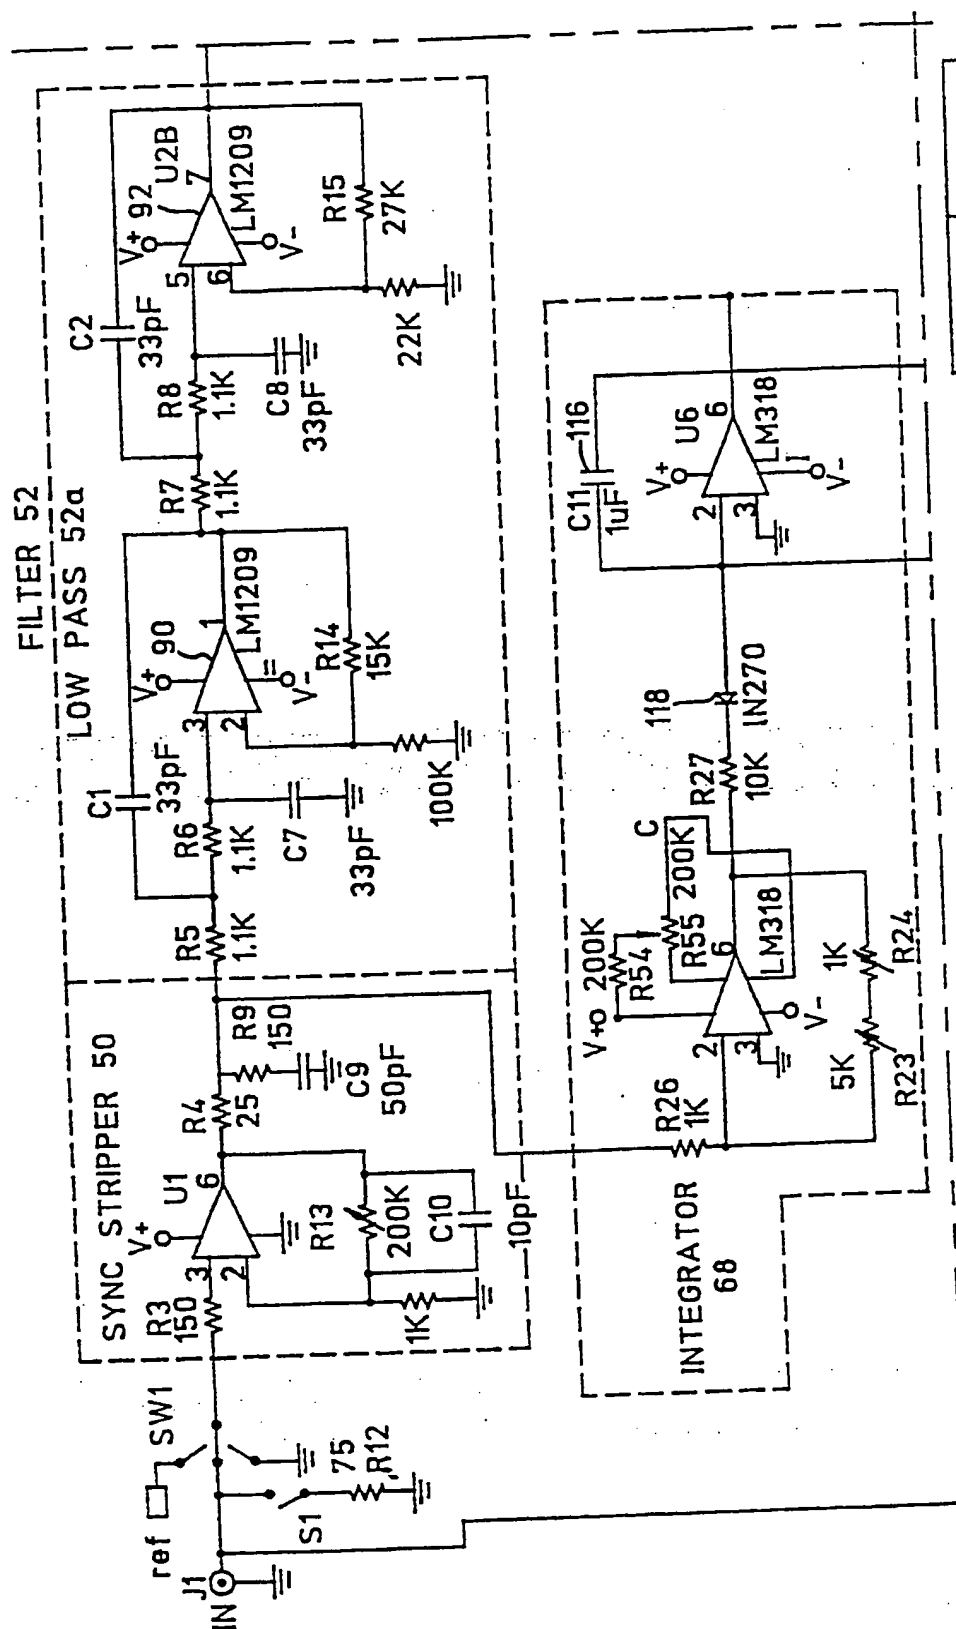 FILTER 52
LOW PASS 52a
SYNC STRIPPER 50
ref
SW1
J1
IN
S1
75
R12
R3
150
3
2
V+
U1
6
R13
200K
C10
10pF
1K
R4
25
R9
150
C9
50pF
R5
1.1K
C1
33pF
R6
1.1K
C7
33pF
3
2
V+
90
1
LM1209
V-
R14
15K
100K
R7
1.1K
C2
33pF
R8
1.1K
C8
33pF
5
6
V+
92
U2B
7
LM1209
V-
R15
27K
22K
INTEGRATOR
68
R26
1K
2
3
V+
200K
R54
R55
200K
C
6
LM318
V-
5K
R23
1K
R24
R27
10K
118
IN270
C11
1uF
116
2
3
V+
U6
6
LM318
V-